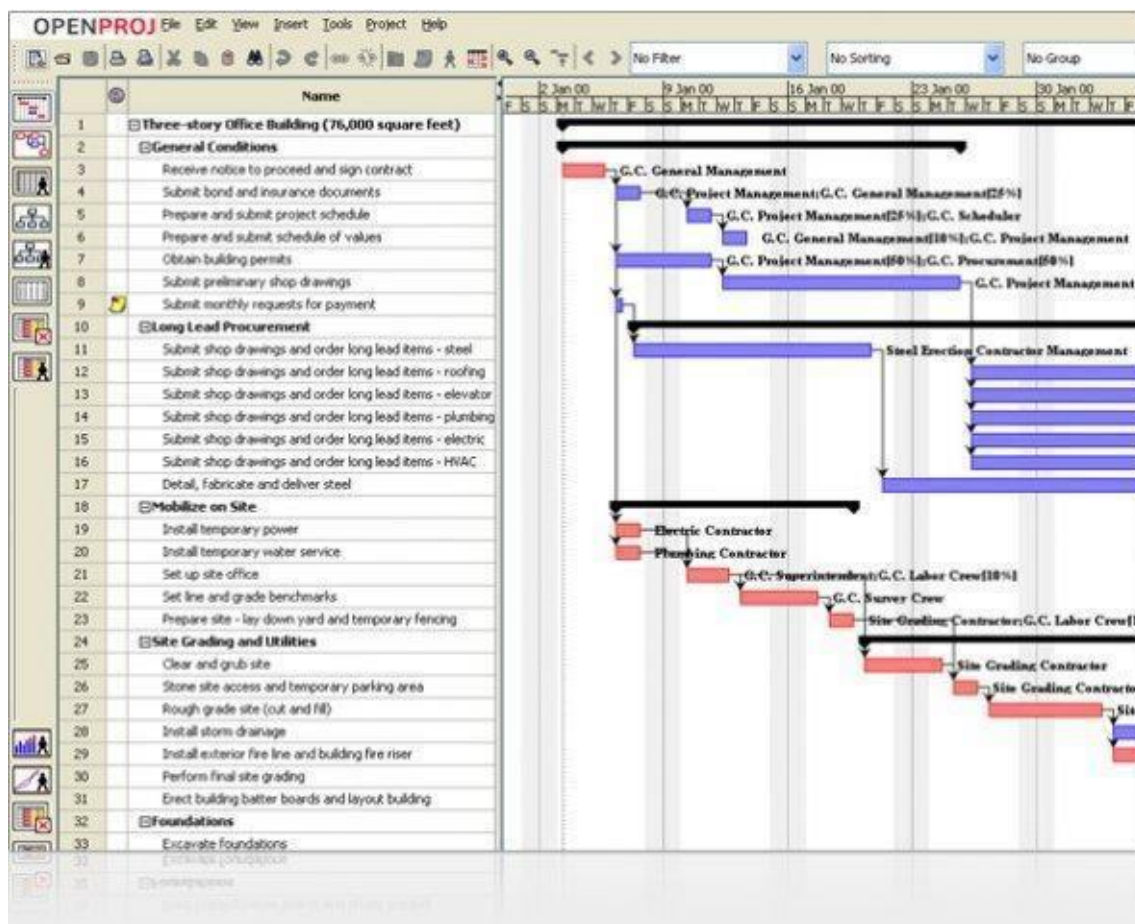 OPENPROJ File Edit View Insert Tools Project Help
No Filter No Sorting No Group
Name 2 Jan 00 9 Jan 00 16 Jan 00 23 Jan 00 30 Jan 00
F S S M T W T F S S M T W T F S S M T W T F S S M T W T F S S M T W T F
1 Three-story Office Building (76,000 square feet)
2 General Conditions
3 Receive notice to proceed and sign contract G.C. General Management
4 Submit bond and insurance documents G.C. Project Management;G.C. General Management[25%]
5 Prepare and submit project schedule G.C. Project Management[25%];G.C. Scheduler
6 Prepare and submit schedule of values G.C. General Management[10%];G.C. Project Management
7 Obtain building permits G.C. Project Management[50%];G.C. Procurement[50%]
8 Submit preliminary shop drawings G.C. Project Management
9 Submit monthly requests for payment
10 Long Lead Procurement
11 Submit shop drawings and order long lead items - steel Steel Erection Contractor Management
12 Submit shop drawings and order long lead items - roofing
13 Submit shop drawings and order long lead items - elevator
14 Submit shop drawings and order long lead items - plumbing
15 Submit shop drawings and order long lead items - electric
16 Submit shop drawings and order long lead items - HVAC
17 Detail, fabricate and deliver steel
18 Mobilize on Site
19 Install temporary power Electric Contractor
20 Install temporary water service Plumbing Contractor
21 Set up site office G.C. Superintendent;G.C. Labor Crew[10%]
22 Set line and grade benchmarks G.C. Survey Crew
23 Prepare site - lay down yard and temporary fencing Site Grading Contractor;G.C. Labor Crew[1
24 Site Grading and Utilities
25 Clear and grub site Site Grading Contractor
26 Stone site access and temporary parking area Site Grading Contracto
27 Rough grade site (cut and fill) Sit
28 Install storm drainage
29 Install exterior fire line and building fire riser
30 Perform final site grading
31 Erect building batter boards and layout building
32 Foundations
33 Excavate foundations